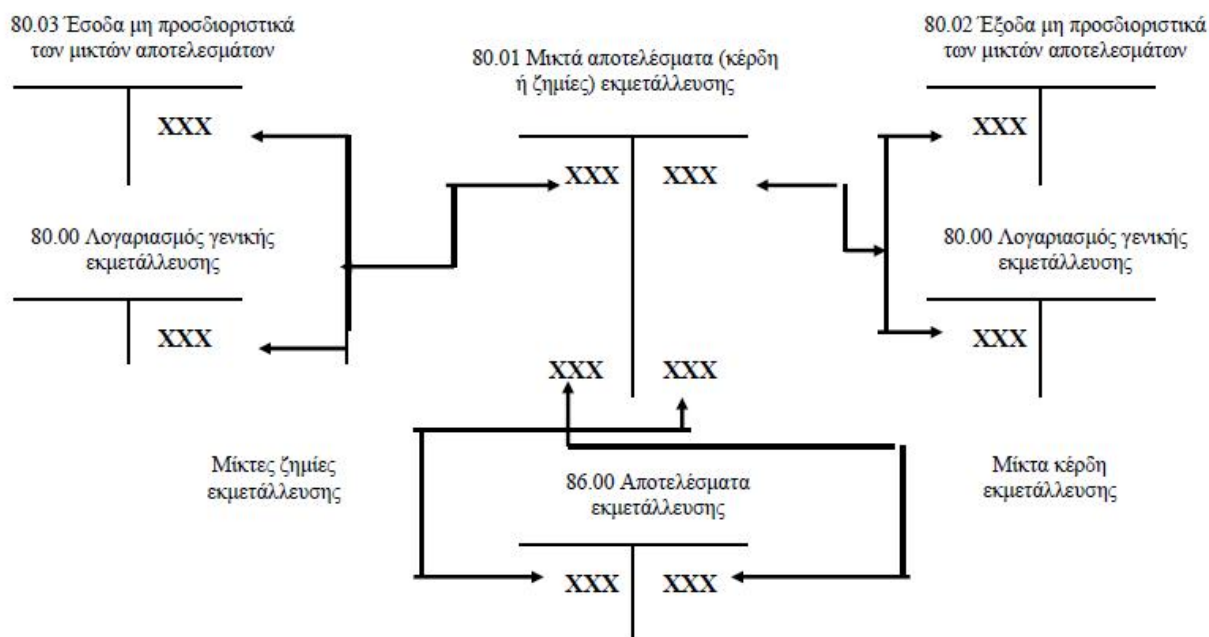 80.03 Έσοδα μη προσδιοριστικά
των μικτών αποτελεσμάτων
80.01 Μικτά αποτελέσματα (κέρδη
ή ζημίες) εκμετάλλευσης
80.02 Έξοδα μη προσδιοριστικά
των μικτών αποτελεσμάτων
XXX
XXX
XXX
XXX
80.00 Λογαριασμός γενικής
εκμετάλλευσης
80.00 Λογαριασμός γενικής
εκμετάλλευσης
XXX
XXX
XXX
XXX
Μίκτες ζημίες
εκμετάλλευσης
86.00 Αποτελέσματα
εκμετάλλευσης
Μίκτα κέρδη
εκμετάλλευσης
XXX
XXX